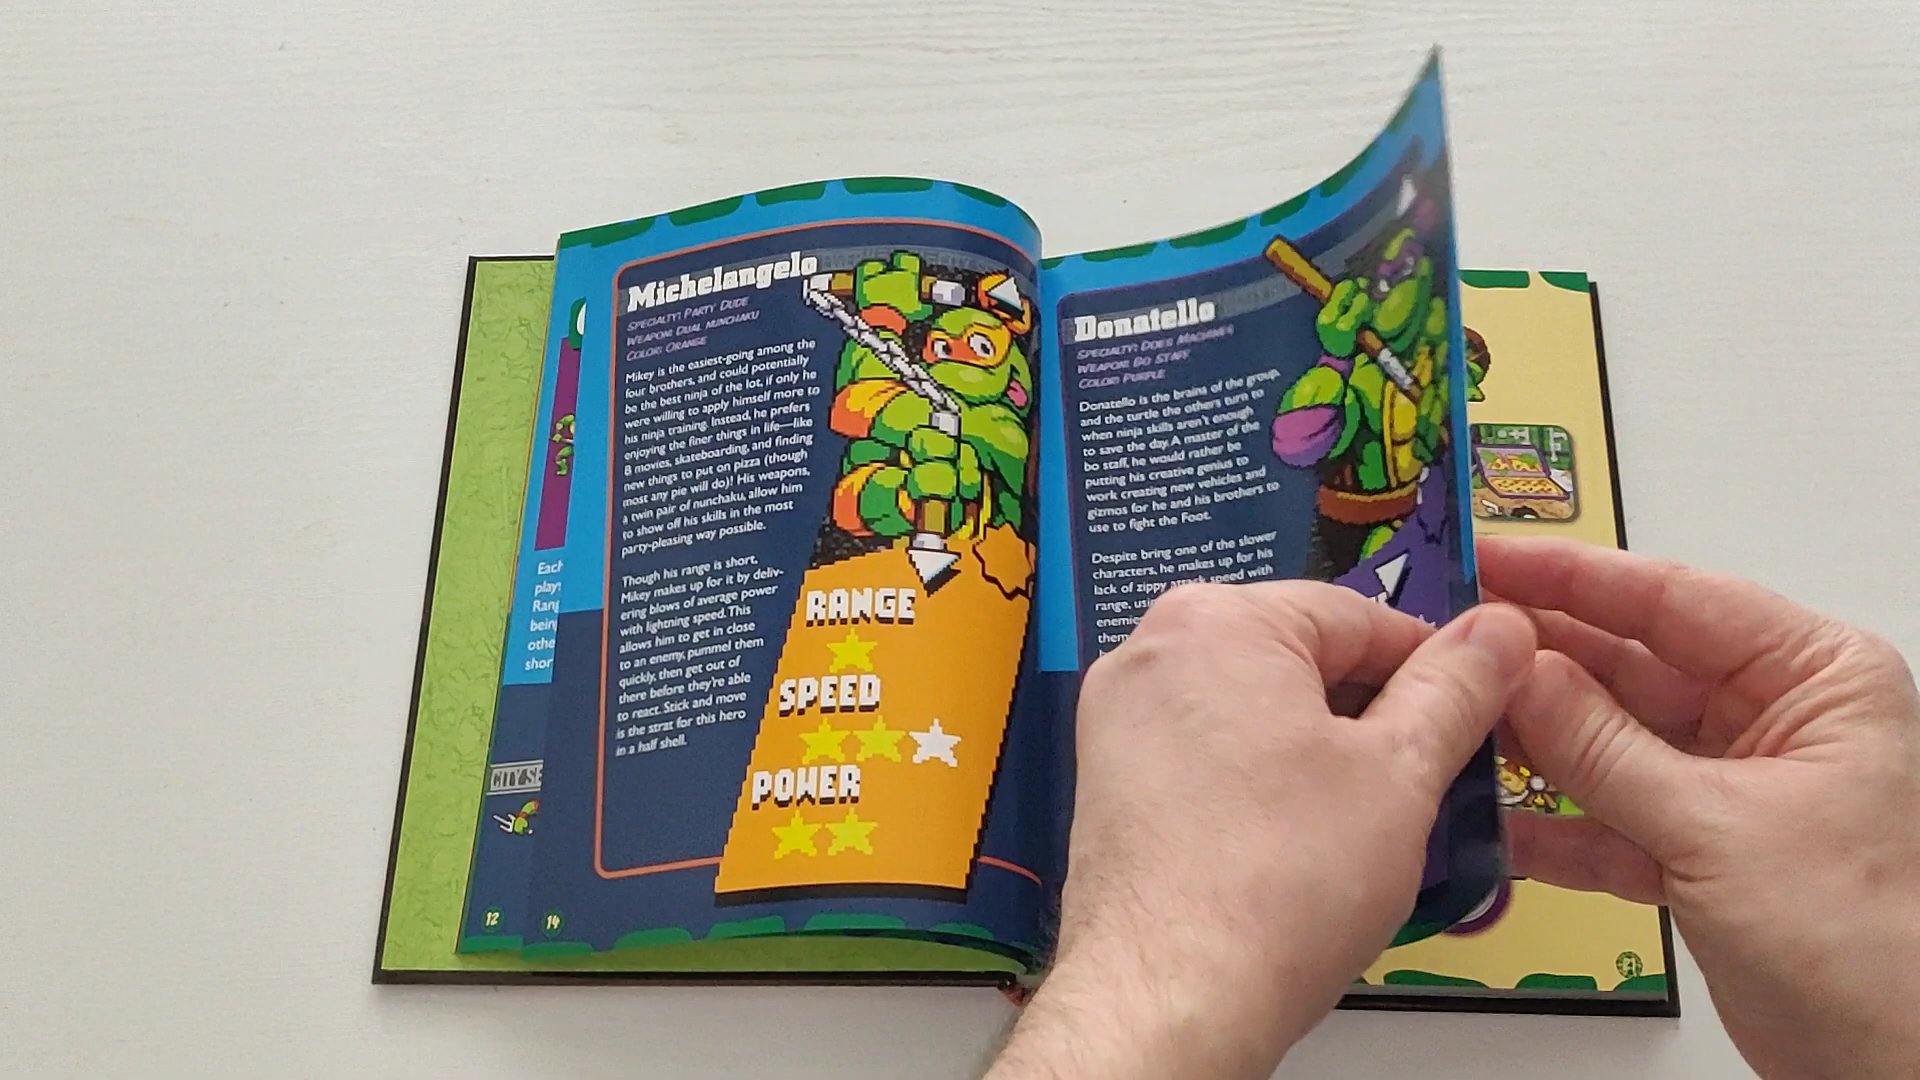 Michelangelo
SPECIALTY: PARTY DUDE
WEAPON: DUAL NUNCHAKU
COLOR: ORANGE
Mikey is the easiest-going among the
four brothers, and could potentially
be the best ninja of the lot, if only he
were willing to apply himself more to
his ninja training. Instead, he prefers
enjoying the finer things in life—like
B movies, skateboarding, and finding
new things to put on pizza (though
most any pie will do)! His weapons,
a twin pair of nunchaku, allow him
to show off his skills in the most
party-pleasing way possible.
Though his range is short,
Mikey makes up for it by deliv-
ering blows of average power
with lightning speed. This
allows him to get in close
to an enemy, pummel them
quickly, then get out of
there before they're able
to react. Stick and move
is the strat for this hero
in a half shell.
RANGE
SPEED
POWER
14
Donatello
SPECIALTY: DOES MACHINES
WEAPON: BO STAFF
COLOR: PURPLE
Donatello is the brains of the group,
and the turtle the others turn to
when ninja skills aren't enough
to save the day. A master of the
bo staff, he would rather be
putting his creative genius to
work creating new vehicles and
gizmos for he and his brothers to
use to fight the Foot.
Despite bring one of the slower
characters, he makes up for his
lack of zippy attack speed with
range,
them
Each
CITY SE
12
21